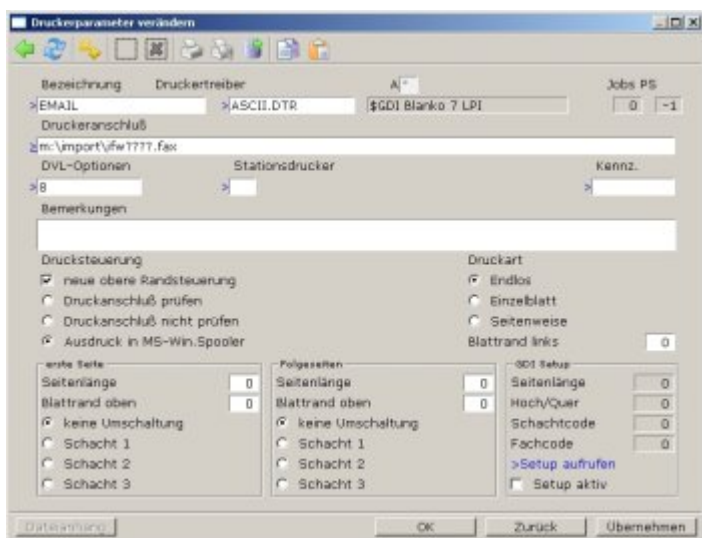 Druckerparameter verändern
Bezeichnung Druckertreiber A * Jobs PS
>EMAIL >ASCII.DTR $GDI Blanko 7 LPI 0 -1
Druckeranschluß
>m:\import\ifw????.fax
DVL-Optionen Stationsdrucker Kennz.
>8 > >
Bemerkungen
Drucksteuerung Druckart
neue obere Randsteuerung Endlos
Druckanschluß prüfen Einzelblatt
Druckanschluß nicht prüfen Seitenweise
Ausdruck in MS-Win.Spooler Blattrand links 0
erste Seite Folgeseiten GDI Setup
Seitenlänge 0 Seitenlänge 0 Seitenlänge 0
Blattrand oben 0 Blattrand oben 0 Hoch/Quer 0
keine Umschaltung keine Umschaltung Schachtcode 0
Schacht 1 Schacht 1 Fachcode 0
Schacht 2 Schacht 2 >Setup aufrufen
Schacht 3 Schacht 3 Setup aktiv
Dateianhang OK Zurück Übernehmen